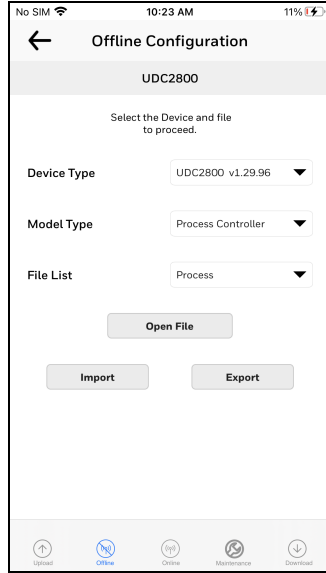 No SIM 10:23 AM 11%
Offline Configuration
UDC2800
Select the Device and file
to proceed.
Device Type UDC2800 v1.29.96
Model Type Process Controller
File List Process
Open File
Import Export
Upload Offline Online Maintenance Download